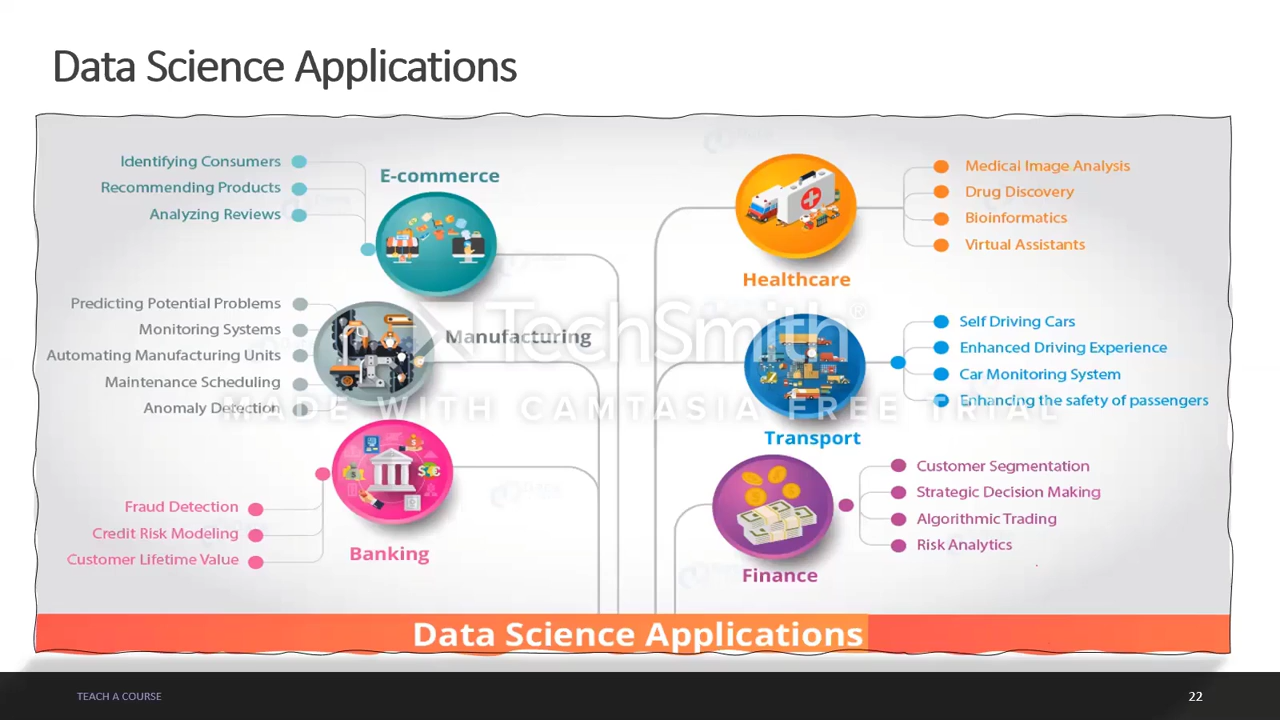 Data Science Applications
Identifying Consumers
Recommending Products
Analyzing Reviews
E-commerce
Predicting Potential Problems
Monitoring Systems
Automating Manufacturing Units
Maintenance Scheduling
Anomaly Detection
Manufacturing
Fraud Detection
Credit Risk Modeling
Customer Lifetime Value
Banking
Healthcare
Medical Image Analysis
Drug Discovery
Bioinformatics
Virtual Assistants
Transport
Self Driving Cars
Enhanced Driving Experience
Car Monitoring System
Enhancing the safety of passengers
Finance
Customer Segmentation
Strategic Decision Making
Algorithmic Trading
Risk Analytics
TechSmith®
MADE WITH CAMTASIA FREE TRIAL
Data Science Applications
TEACH A COURSE
22